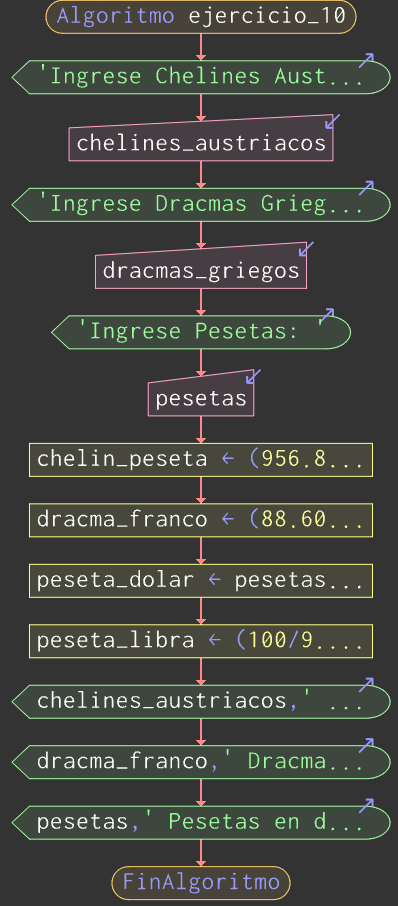 Algoritmo ejercicio_10
'Ingrese Chelines Aust...
chelines_austriacos
'Ingrese Dracmas Grieg...
dracmas_griegos
'Ingrese Pesetas: '
pesetas
chelin_peseta ← (956.8...
dracma_franco ← (88.60...
peseta_dolar ← pesetas...
peseta_libra ← (100/9....
chelines_austriacos,' ...
dracma_franco,' Dracma...
pesetas,' Pesetas en d...
FinAlgoritmo